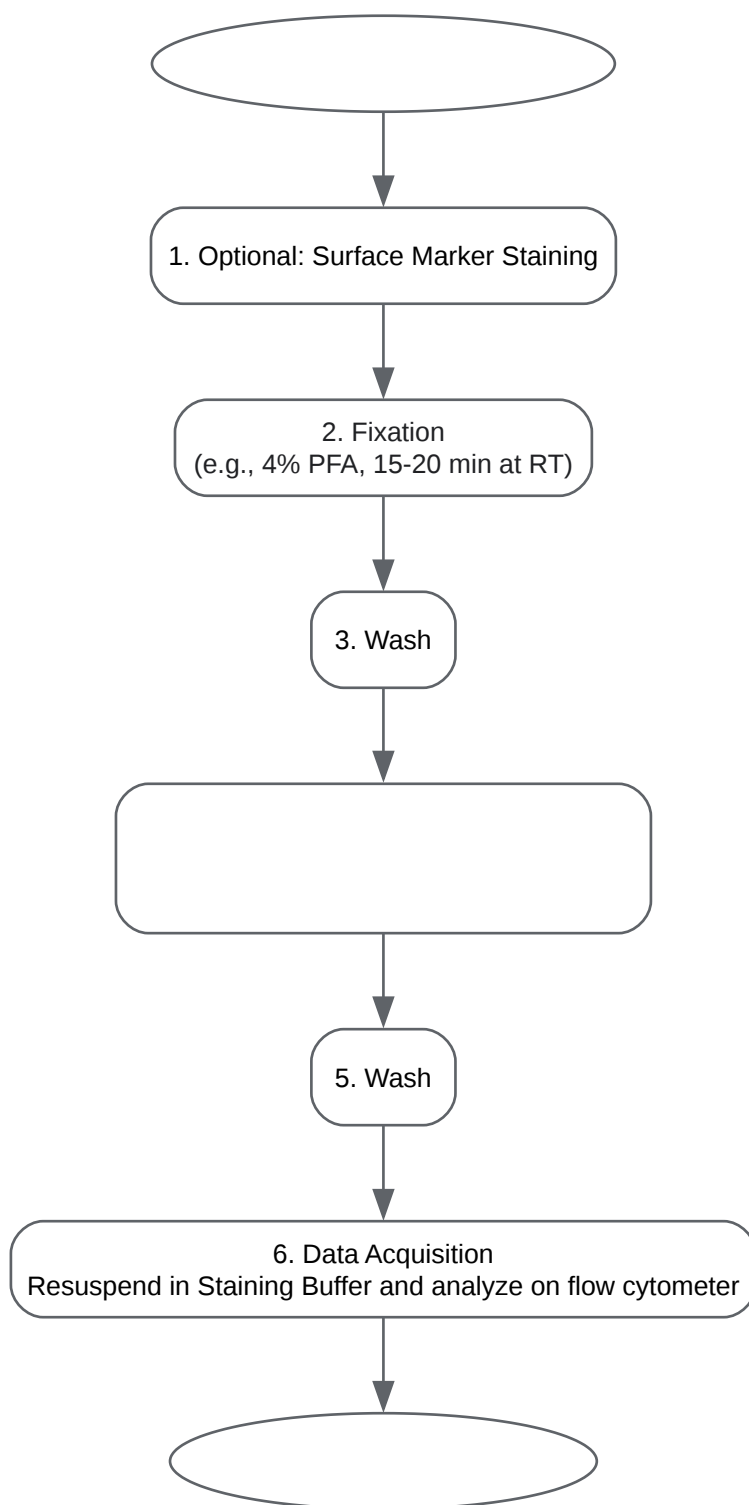 1. Optional: Surface Marker Staining
2. Fixation
(e.g., 4% PFA, 15-20 min at RT)
3. Wash
5. Wash
6. Data Acquisition
Resuspend in Staining Buffer and analyze on flow cytometer